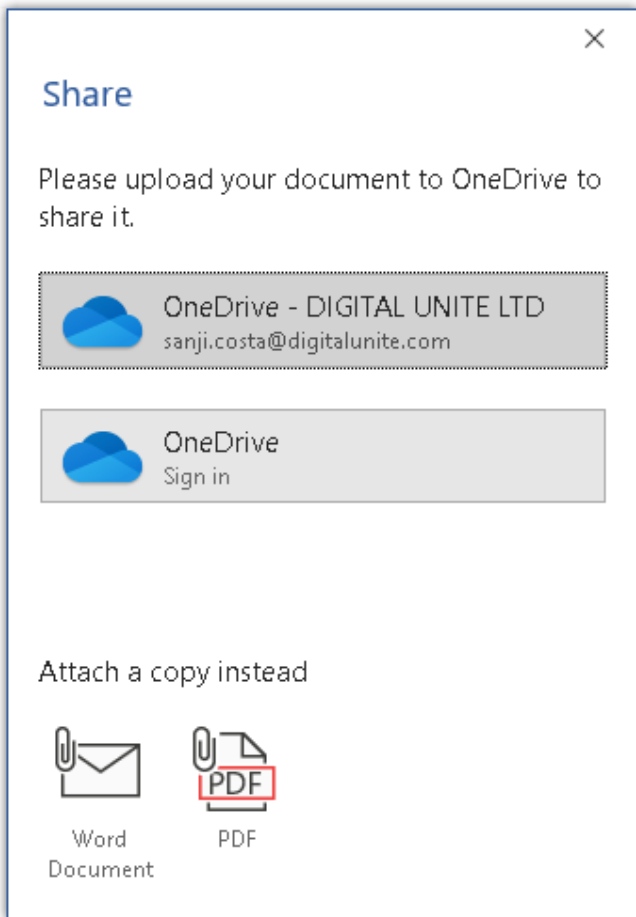 Share
Please upload your document to OneDrive to
share it.
OneDrive - DIGITAL UNITE LTD
sanji.costa@digitalunite.com
OneDrive
Sign in
Attach a copy instead
PDF
Word
Document
PDF